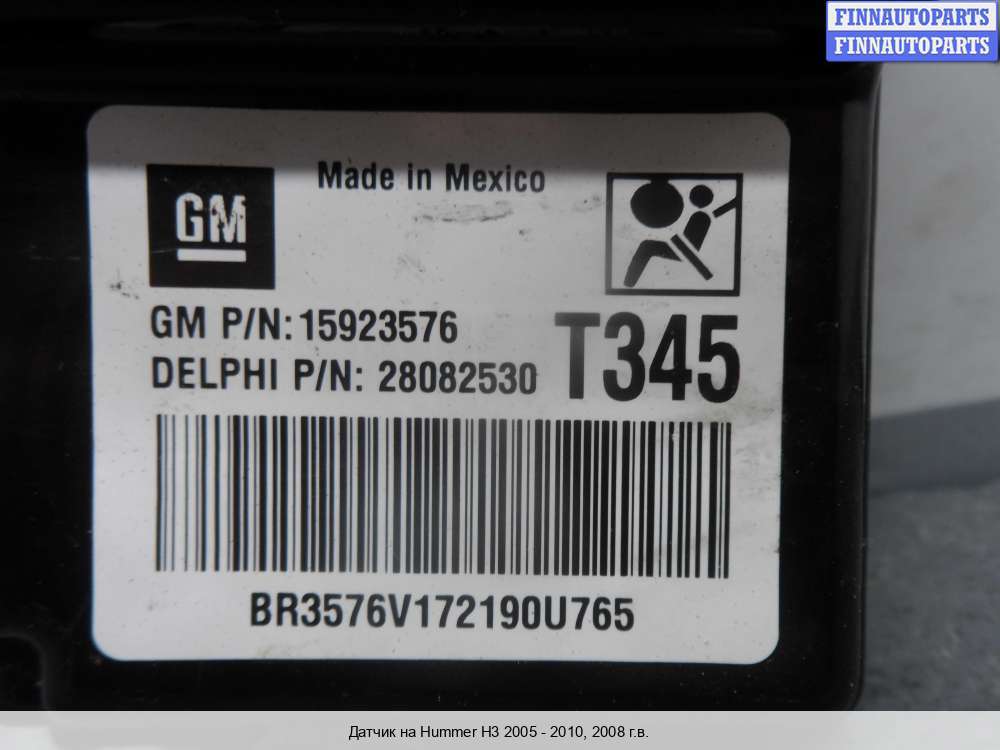 FINNAUTOPARTS
FINNAUTOPARTS
Made in Mexico
GM
GM P/N: 15923576
DELPHI P/N: 28082530
T345
BR3576V172190U765
Датчик на Hummer H3 2005 - 2010, 2008 г.в.